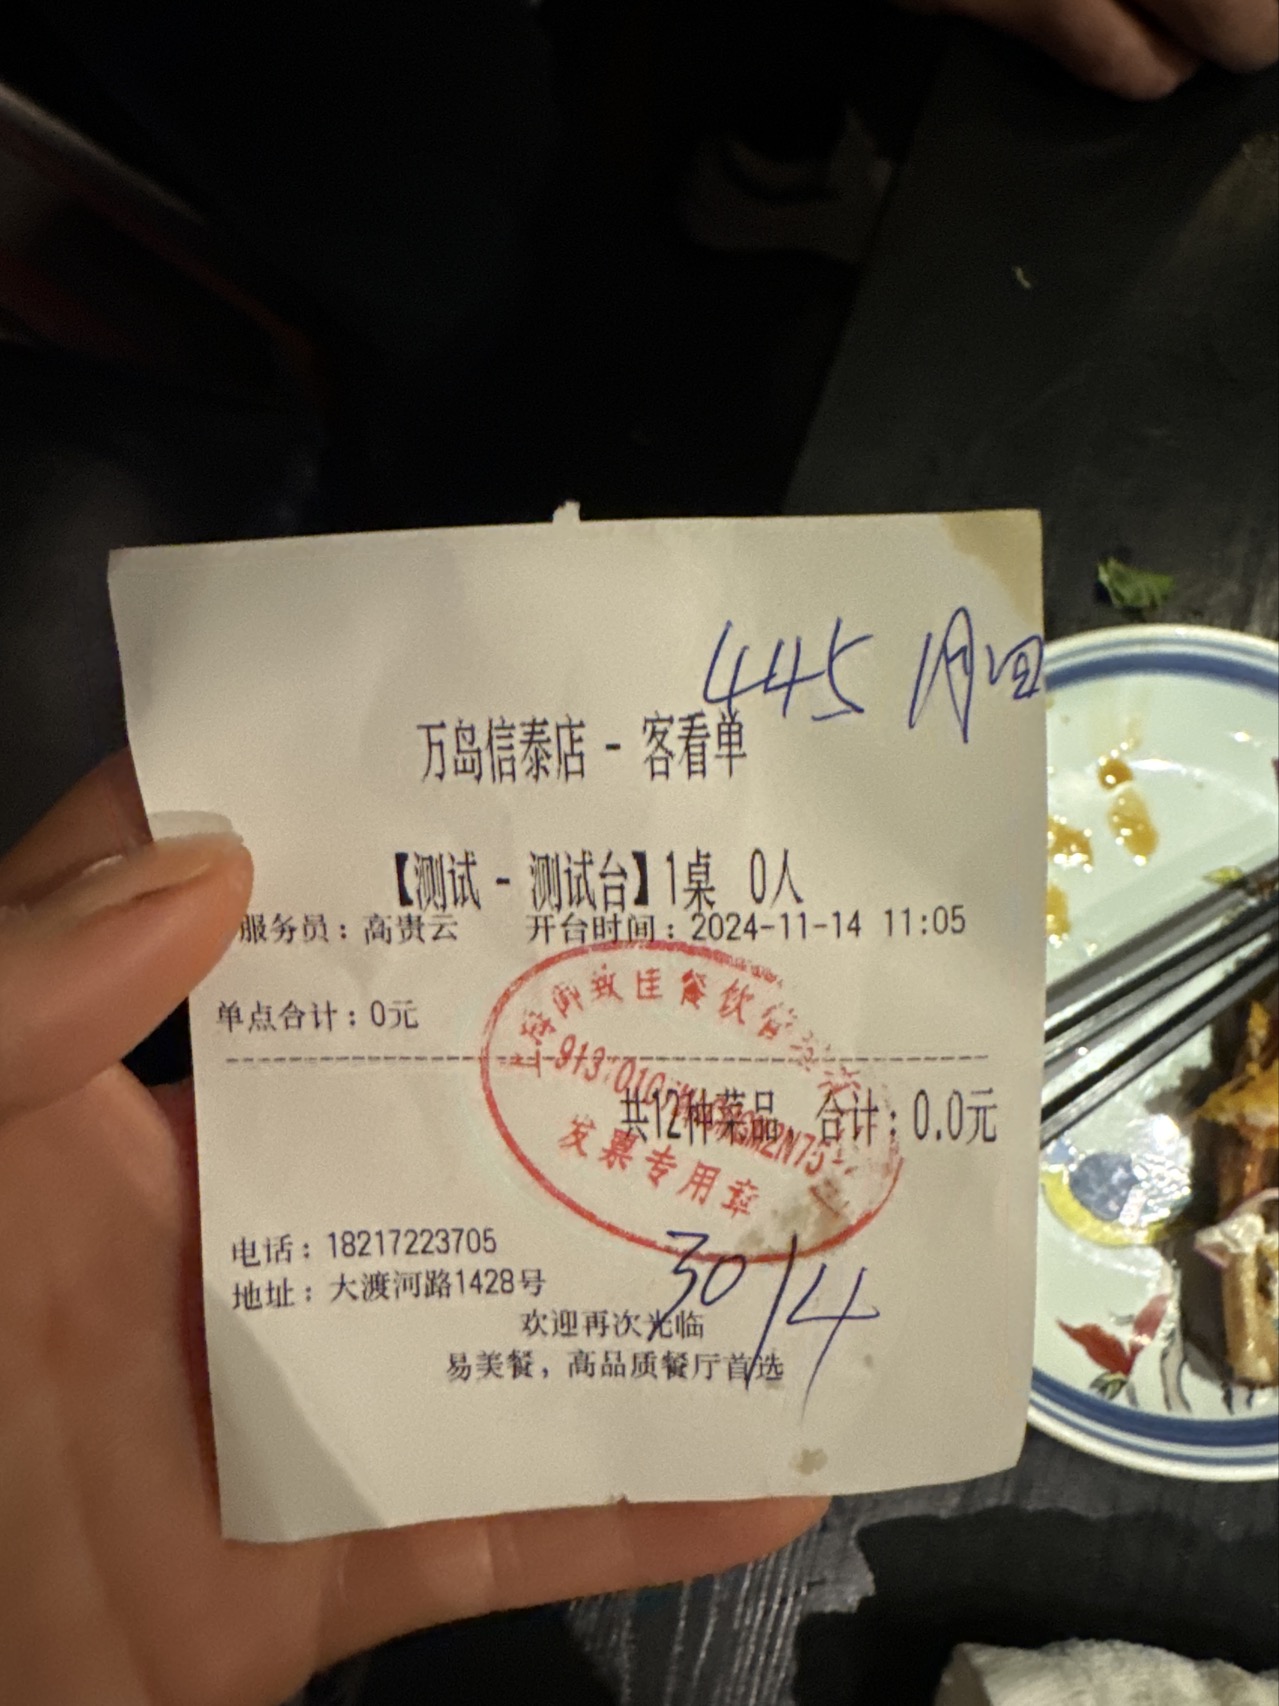 445
万岛信泰店 - 客看单
【测试 - 测试台】1桌 0人
服务员：高贵云 开台时间：2024-11-14 11:05
单点合计：0元
共12种菜品 合计：0.0元
发票专用章
电话：18217223705
地址：大渡河路1428号
30 14
欢迎再次光临
易美餐，高品质餐厅首选